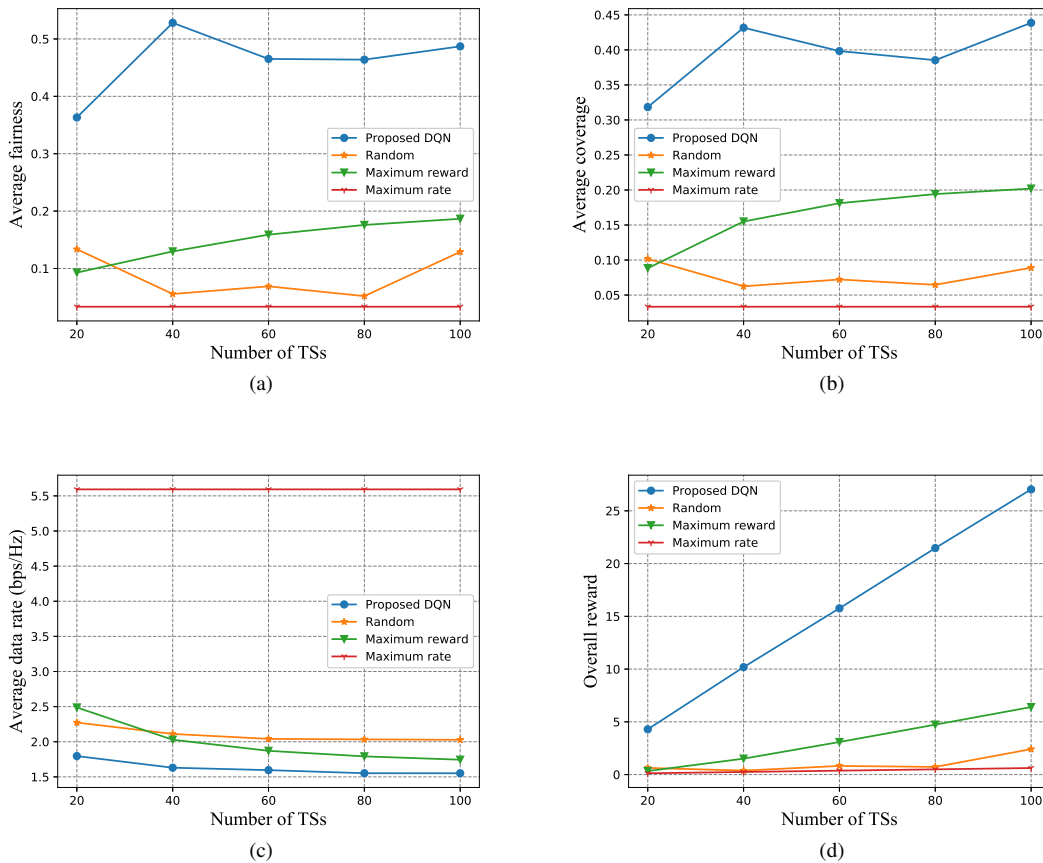 0.5
0.4
0.3
0.2
0.1
Average fairness
Proposed DQN
Random
Maximum reward
Maximum rate
20 40 60 80 100
Number of TSs
(a)
0.45
0.40
0.35
0.30
0.25
0.20
0.15
0.10
0.05
Average coverage
Proposed DQN
Random
Maximum reward
Maximum rate
20 40 60 80 100
Number of TSs
(b)
5.5
5.0
4.5
4.0
3.5
3.0
2.5
2.0
1.5
Average data rate (bps/Hz)
Proposed DQN
Random
Maximum reward
Maximum rate
20 40 60 80 100
Number of TSs
(c)
25
20
15
10
5
0
Overall reward
Proposed DQN
Random
Maximum reward
Maximum rate
20 40 60 80 100
Number of TSs
(d)